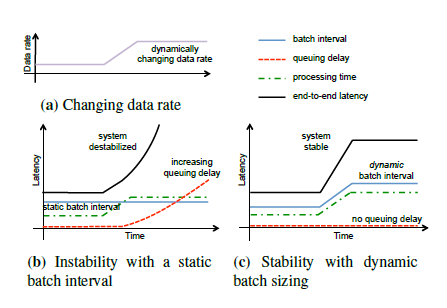 Data rate
dynamically
changing data rate
(a) Changing data rate
batch interval
queuing delay
processing time
end-to-end latency
Latency
system
destabilized
increasing
queuing delay
static batch interval
Time
(b) Instability with a static
batch interval
Latency
system
stable
dynamic
batch interval
no queuing delay
Time
(c) Stability with dynamic
batch sizing